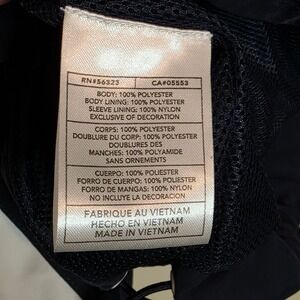 RN#56323 CA#05553
BODY: 100% POLYESTER
BODY LINING: 100% POLYESTER
SLEEVE LINING: 100% NYLON
EXCLUSIVE OF DECORATION
CORPS: 100% POLYESTER
DOUBLURE DU CORP: 100% POLYESTER
DOUBLURES DES
MANCHES: 100% POLYAMIDE
SANS ORNEMENTS
CUERPO: 100% POLIESTER
FORRO DE CUERPO: 100% POLIESTER
FORRO DE MANGAS: 100% NYLON
NO INCLUYE LA DECORACION
FABRIQUE AU VIETNAM
HECHO EN VIETNAM
MADE IN VIETNAM